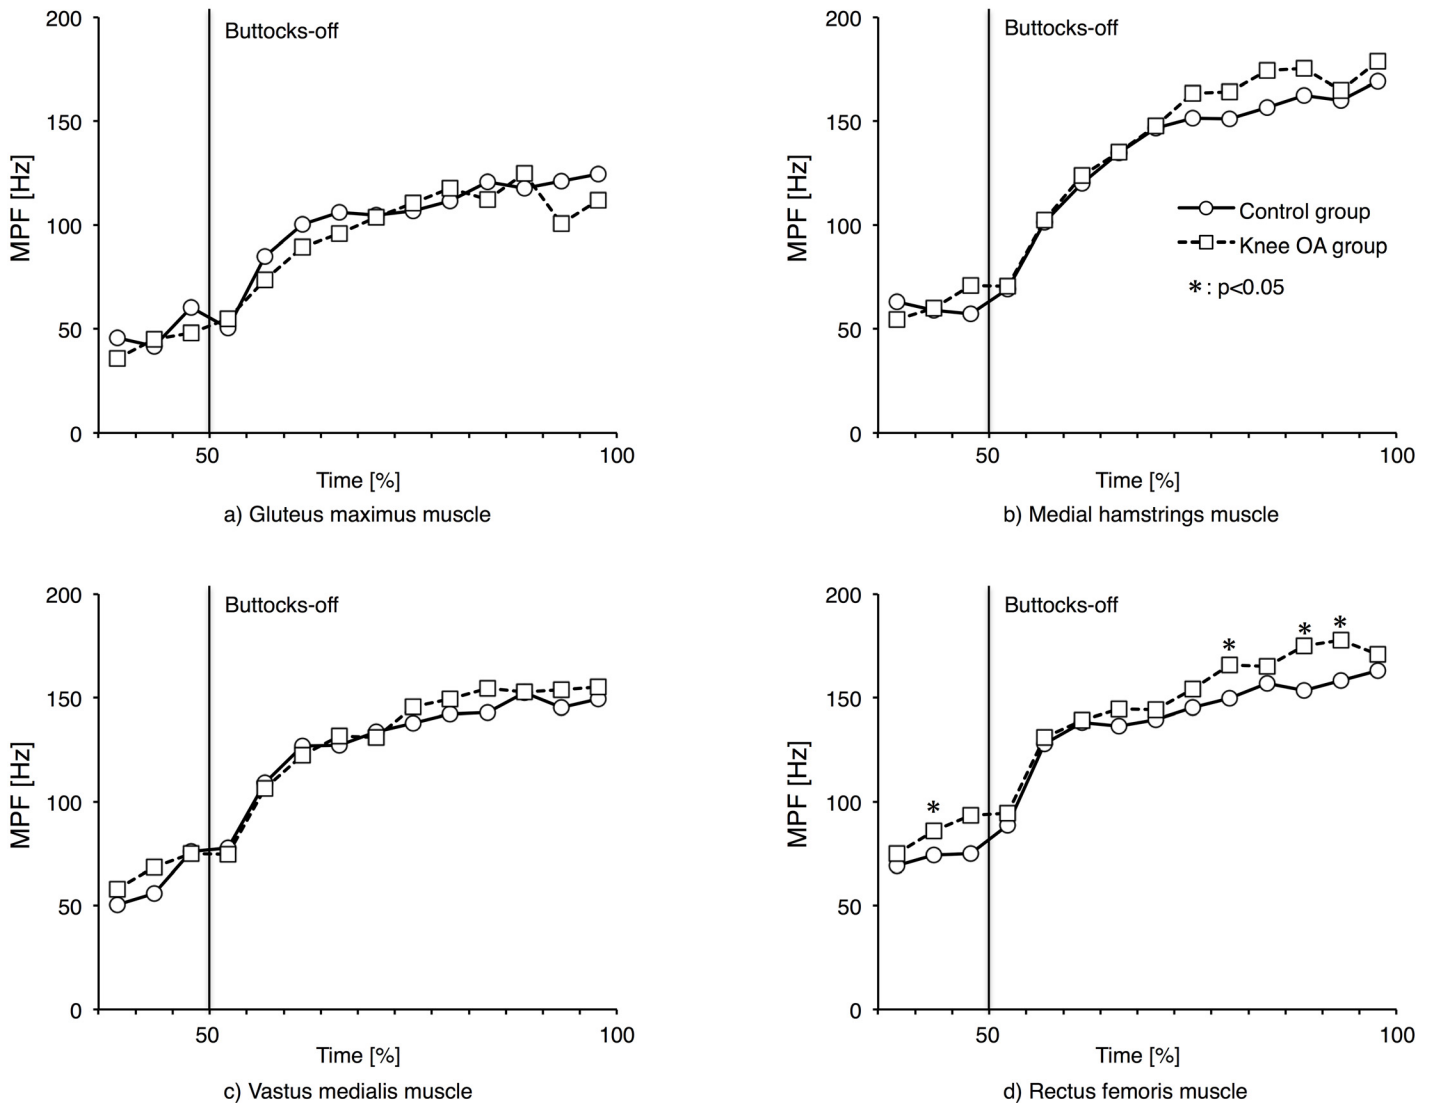 200
Buttocks-off
150
MPF [Hz]
100
50
0
50
100
Time [%]
a) Gluteus maximus muscle
200
Buttocks-off
150
MPF [Hz]
100
Control group
Knee OA group
*: p<0.05
50
0
50
100
Time [%]
b) Medial hamstrings muscle
200
Buttocks-off
150
MPF [Hz]
100
50
0
50
100
Time [%]
c) Vastus medialis muscle
200
Buttocks-off
* * *
150
MPF [Hz]
100
*
50
0
50
100
Time [%]
d) Rectus femoris muscle